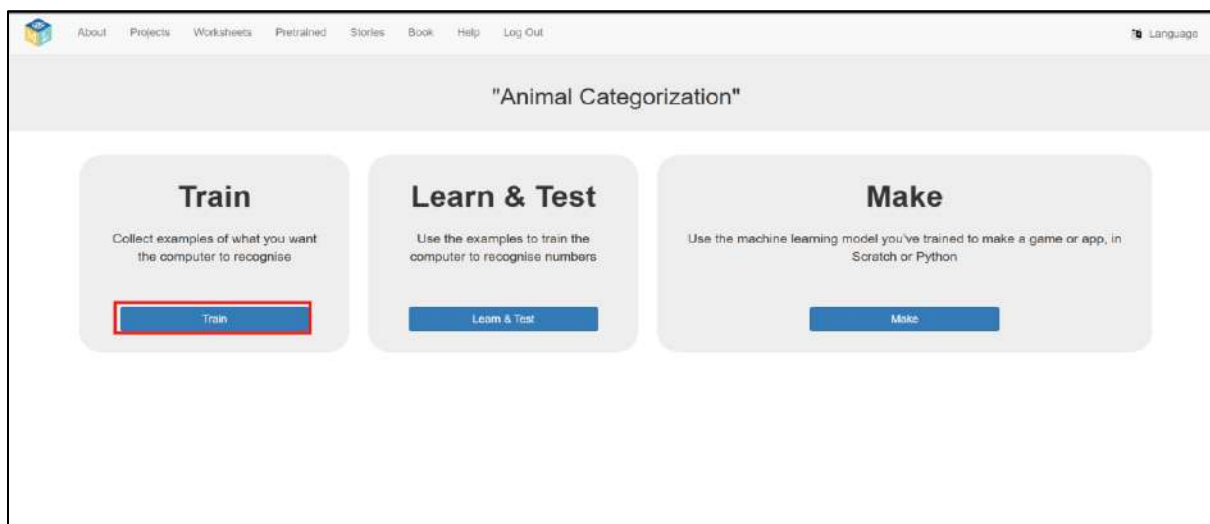 About Projects Worksheets Pretrained Stories Book Help Log Out Language
"Animal Categorization"
Train
Collect examples of what you want
the computer to recognise
Train
Learn & Test
Use the examples to train the
computer to recognise numbers
Learn & Test
Make
Use the machine learning model you've trained to make a game or app, in
Scratch or Python
Make